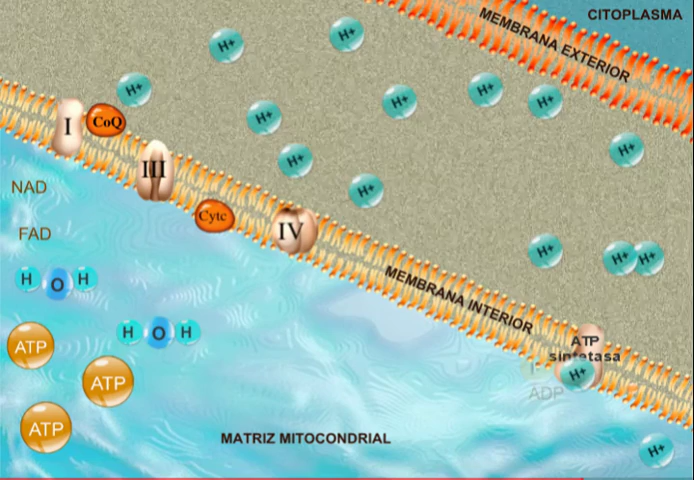 CITOPLASMA
MEMBRANA EXTERIOR
H+
H+
H+
H+
H+
H+
H+
H+
H+
H+
H+
H+ H+
I
CoQ
III
Cytc
IV
NAD
FAD
H O H
H O H
MEMBRANA INTERIOR
ATP
sintetasa
H+
ADP
ATP
ATP
ATP
MATRIZ MITOCONDRIAL
H+